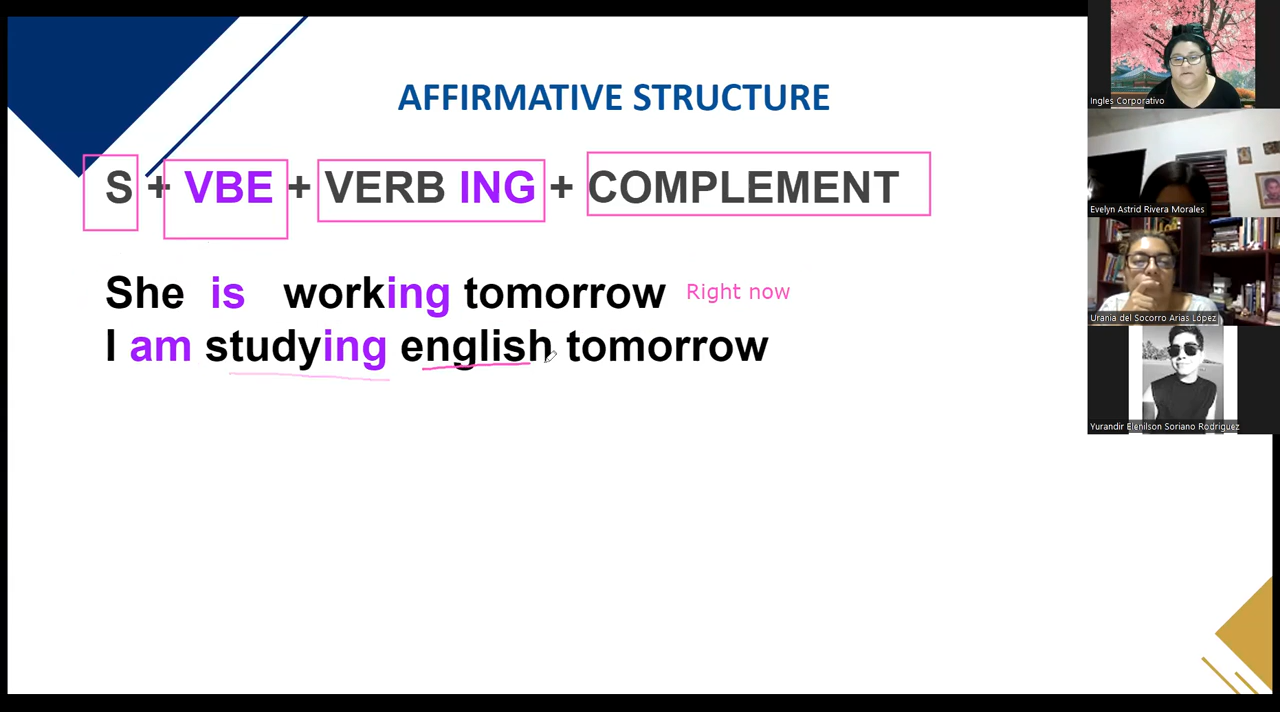 AFFIRMATIVE STRUCTURE
S + VBE + VERB ING + COMPLEMENT
She is working tomorrow Right now
I am studying english tomorrow
Ingles Corporativo
Evelyn Astrid Rivera Morales
Urania del Socorro Arias López
Yurandir Elenilson Soriano Rodriguez